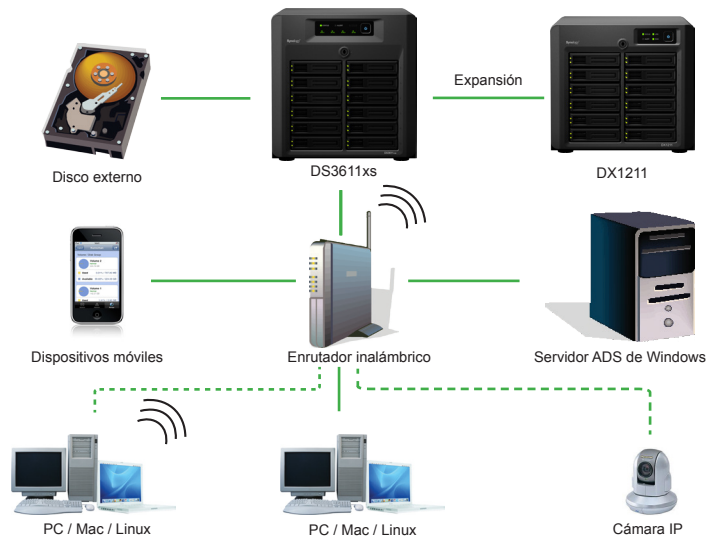 Expansión
Disco externo
DS3611xs
DX1211
Dispositivos móviles
Enrutador inalámbrico
Servidor ADS de Windows
PC / Mac / Linux
PC / Mac / Linux
Cámara IP